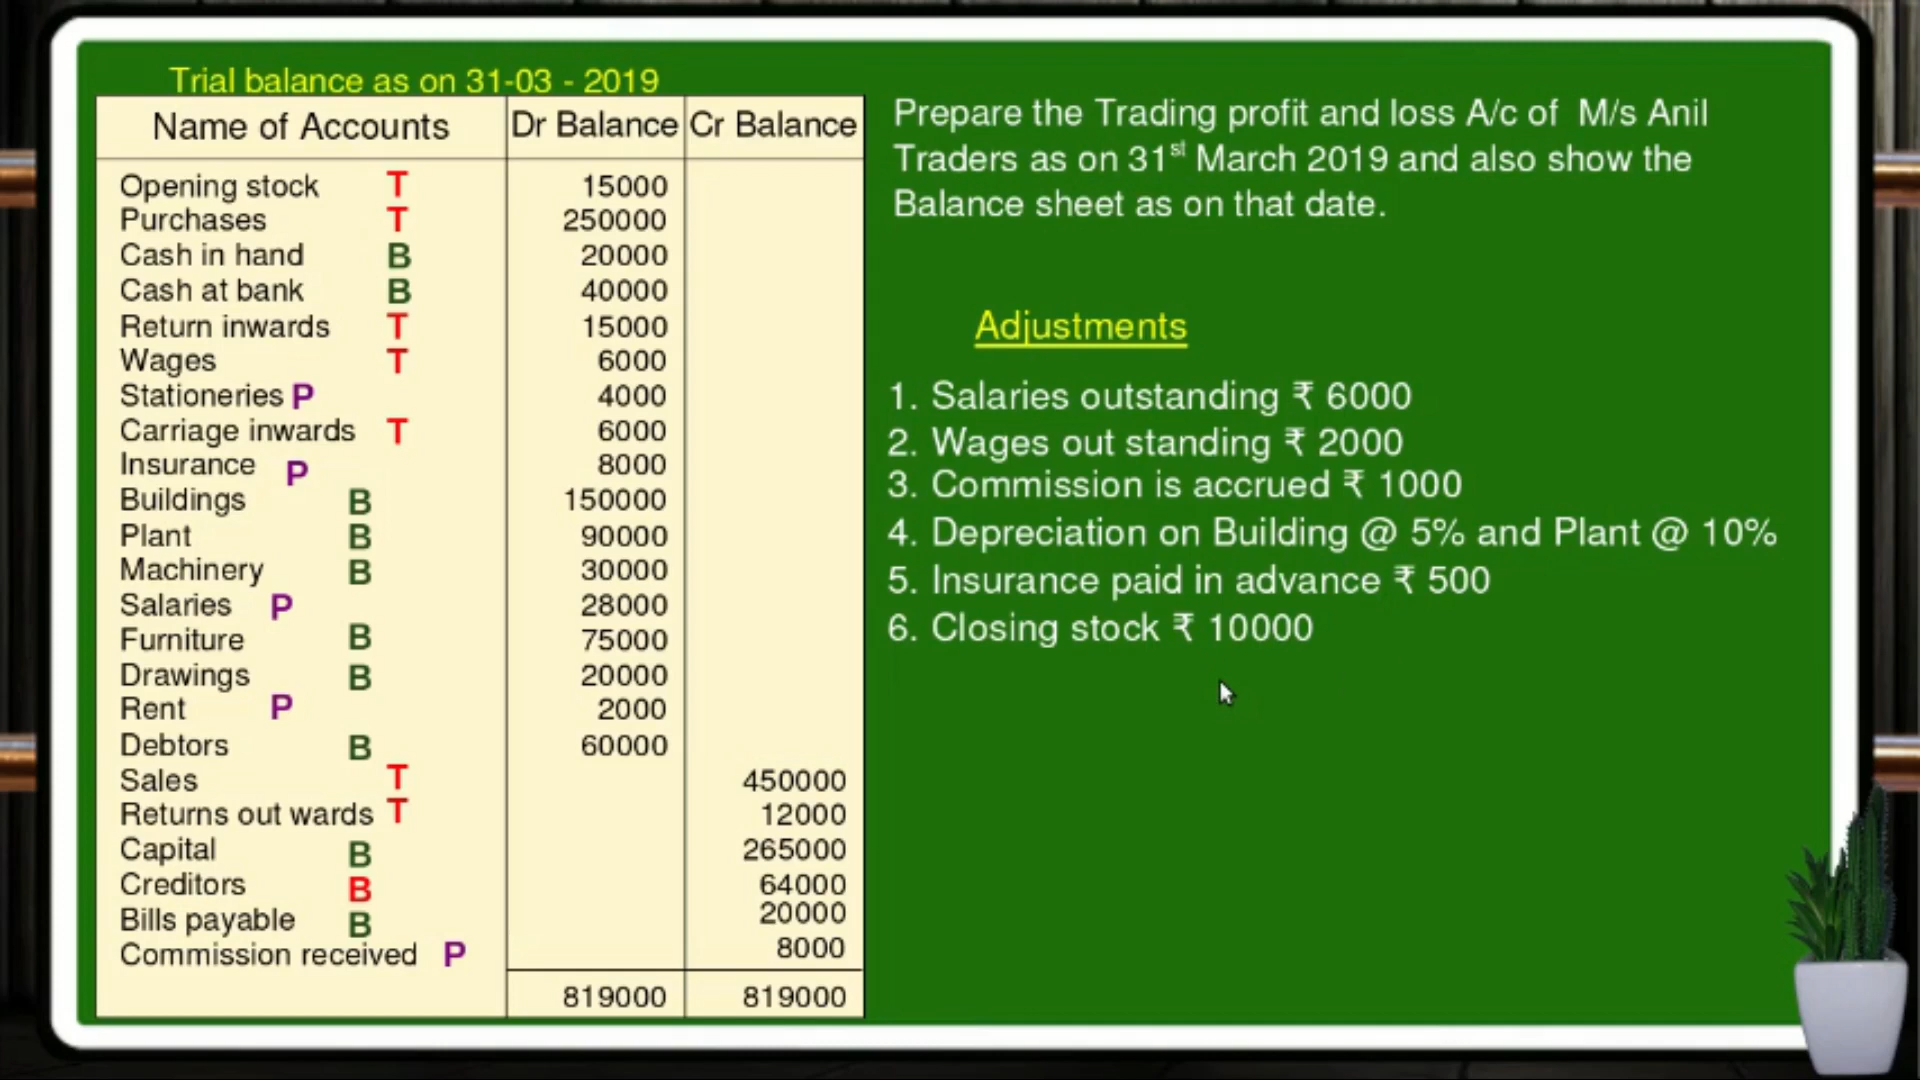 Trial balance as on 31-03 - 2019
Name of Accounts Dr Balance Cr Balance
Opening stock T 15000
Purchases T 250000
Cash in hand B 20000
Cash at bank B 40000
Return inwards T 15000
Wages T 6000
Stationeries P 4000
Carriage inwards T 6000
Insurance P 8000
Buildings B 150000
Plant B 90000
Machinery B 30000
Salaries P 28000
Furniture B 75000
Drawings B 20000
Rent P 2000
Debtors B 60000
Sales T 450000
Returns out wards T 12000
Capital B 265000
Creditors B 64000
Bills payable B 20000
Commission received P 8000
819000 819000
Prepare the Trading profit and loss A/c of M/s Anil
Traders as on 31st March 2019 and also show the
Balance sheet as on that date.
Adjustments
1. Salaries outstanding ₹ 6000
2. Wages out standing ₹ 2000
3. Commission is accrued ₹ 1000
4. Depreciation on Building @ 5% and Plant @ 10%
5. Insurance paid in advance ₹ 500
6. Closing stock ₹ 10000